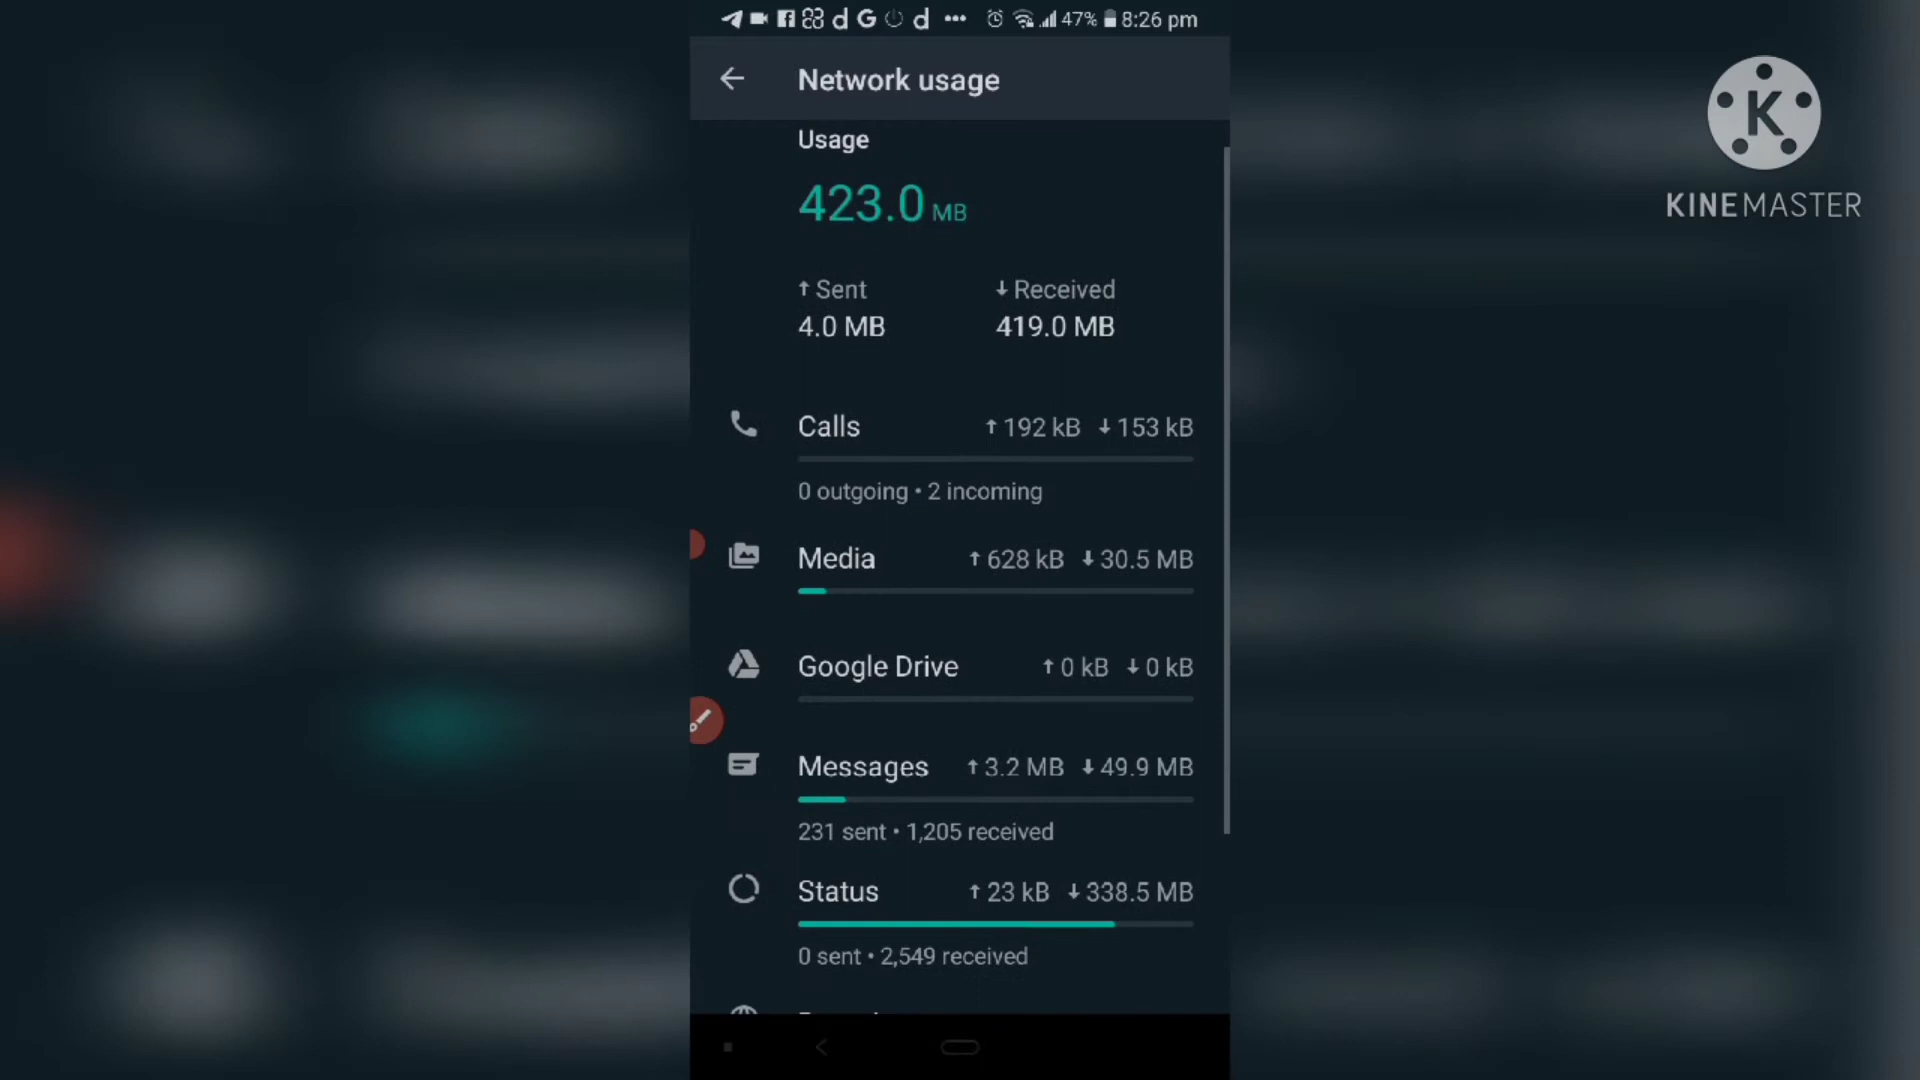 47% 8:26 pm
Network usage
Usage
423.0 MB
↑ Sent ↓ Received
4.0 MB 419.0 MB
Calls ↑ 192 kB ↓ 153 kB
0 outgoing • 2 incoming
Media ↑ 628 kB ↓ 30.5 MB
Google Drive ↑ 0 kB ↓ 0 kB
Messages ↑ 3.2 MB ↓ 49.9 MB
231 sent • 1,205 received
Status ↑ 23 kB ↓ 338.5 MB
0 sent • 2,549 received
K
KINEMASTER